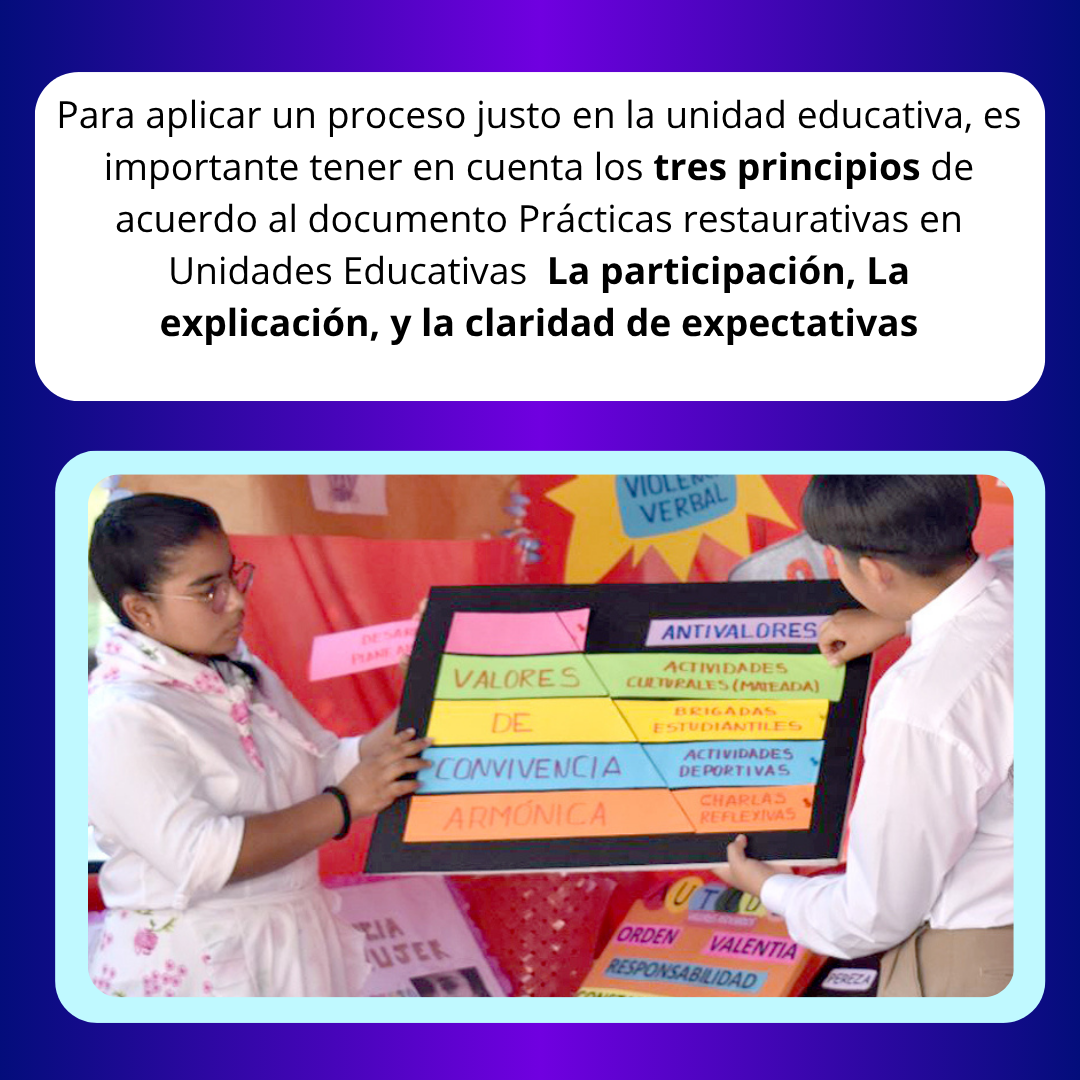 Para aplicar un proceso justo en la unidad educativa, es
importante tener en cuenta los tres principios de
acuerdo al documento Prácticas restaurativas en
Unidades Educativas La participación, La
explicación, y la claridad de expectativas
VERBAL
ANTIVALORES
VALORES
ACTIVIDADES
CULTURALES (MATEADA)
DE
BRIGADAS
ESTUDIANTILES
CONVIVENCIA
ACTIVIDADES
DEPORTIVAS
ARMÓNICA
CHARLAS
REFLEXIVAS
ORDEN
VALENTIA
RESPONSABILIDAD
PEREZA